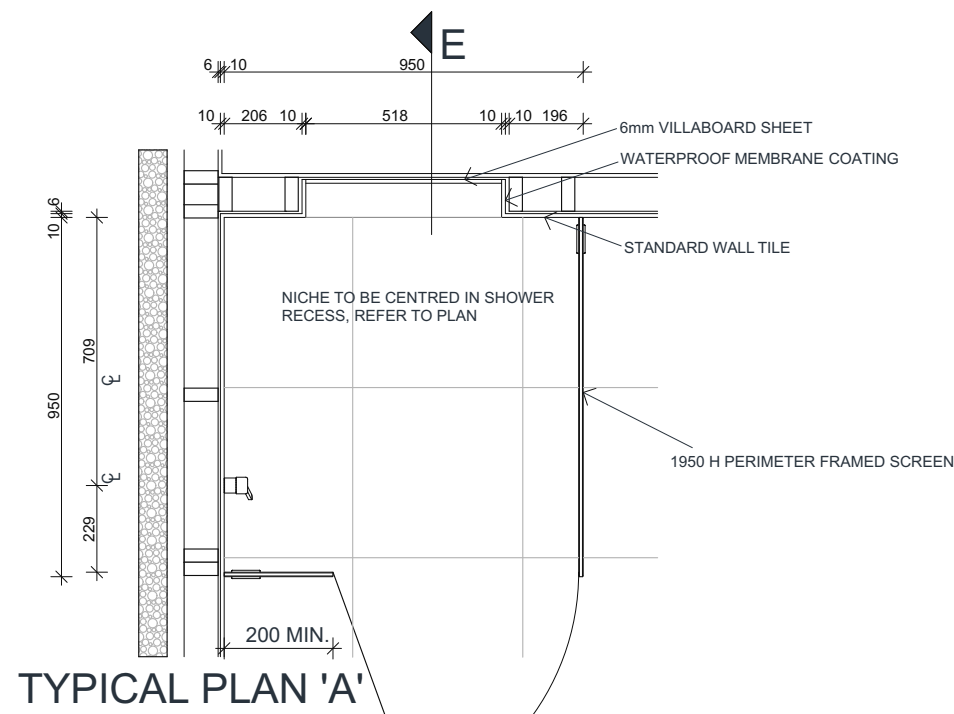 E
6 10 950
10 206 10 518 10 10 196
6mm VILLABOARD SHEET
WATERPROOF MEMBRANE COATING
STANDARD WALL TILE
10 6
NICHE TO BE CENTRED IN SHOWER
RECESS, REFER TO PLAN
709
CL
950
CL
229
1950 H PERIMETER FRAMED SCREEN
200 MIN.
TYPICAL PLAN 'A'